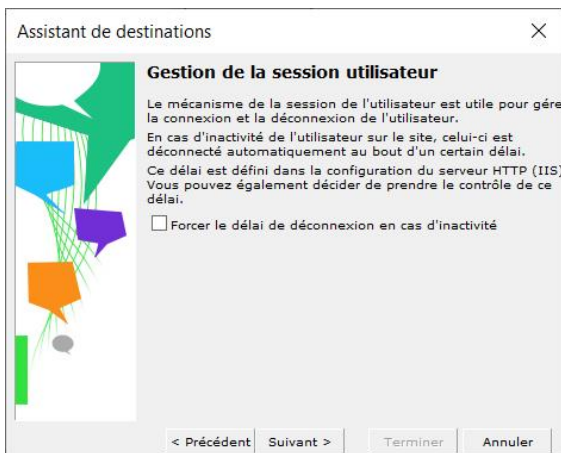 Assistant de destinations
Gestion de la session utilisateur
Le mécanisme de la session de l'utilisateur est utile pour gére
la connexion et la déconnexion de l'utilisateur.
En cas d'inactivité de l'utilisateur sur le site, celui-ci est
déconnecté automatiquement au bout d'un certain délai.
Ce délai est défini dans la configuration du serveur HTTP (IIS)
Vous pouvez également décider de prendre le contrôle de ce
délai.
Forcer le délai de déconnexion en cas d'inactivité
< Précédent Suivant > Terminer Annuler